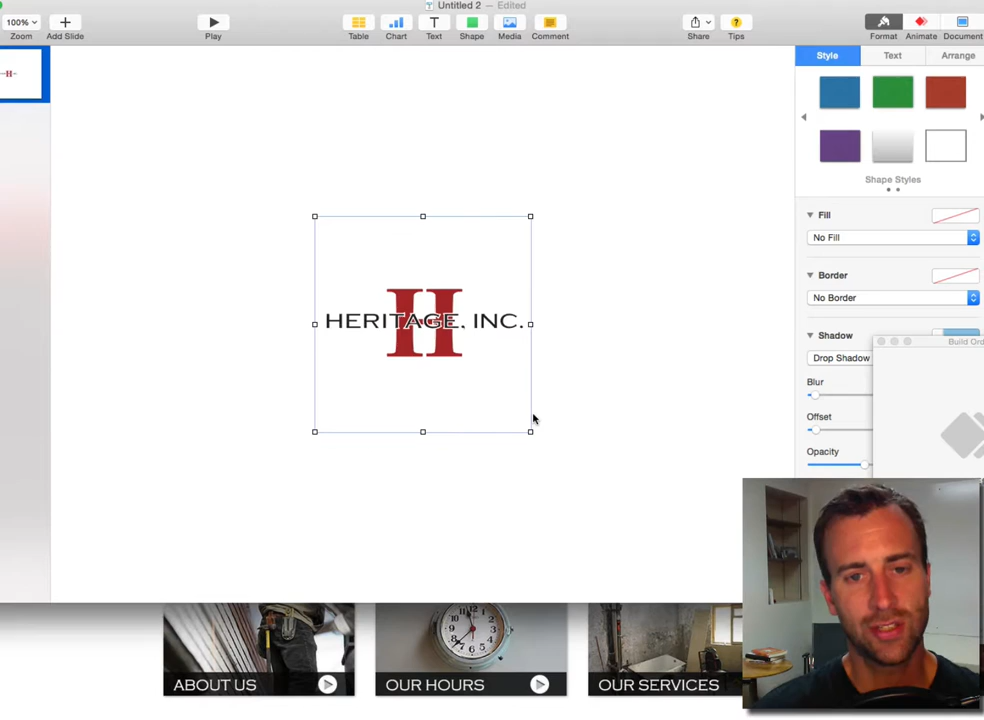 Untitled 2 — Edited
100%
Zoom
Add Slide
Play
Table
Chart
Text
Shape
Media
Comment
Share
Tips
Format
Animate
Document
Style
Text
Arrange
Shape Styles
Fill
No Fill
Border
No Border
Shadow
Drop Shadow
Build Ord
Blur
Offset
Opacity
H
HERITAGE, INC.
ABOUT US
OUR HOURS
OUR SERVICES